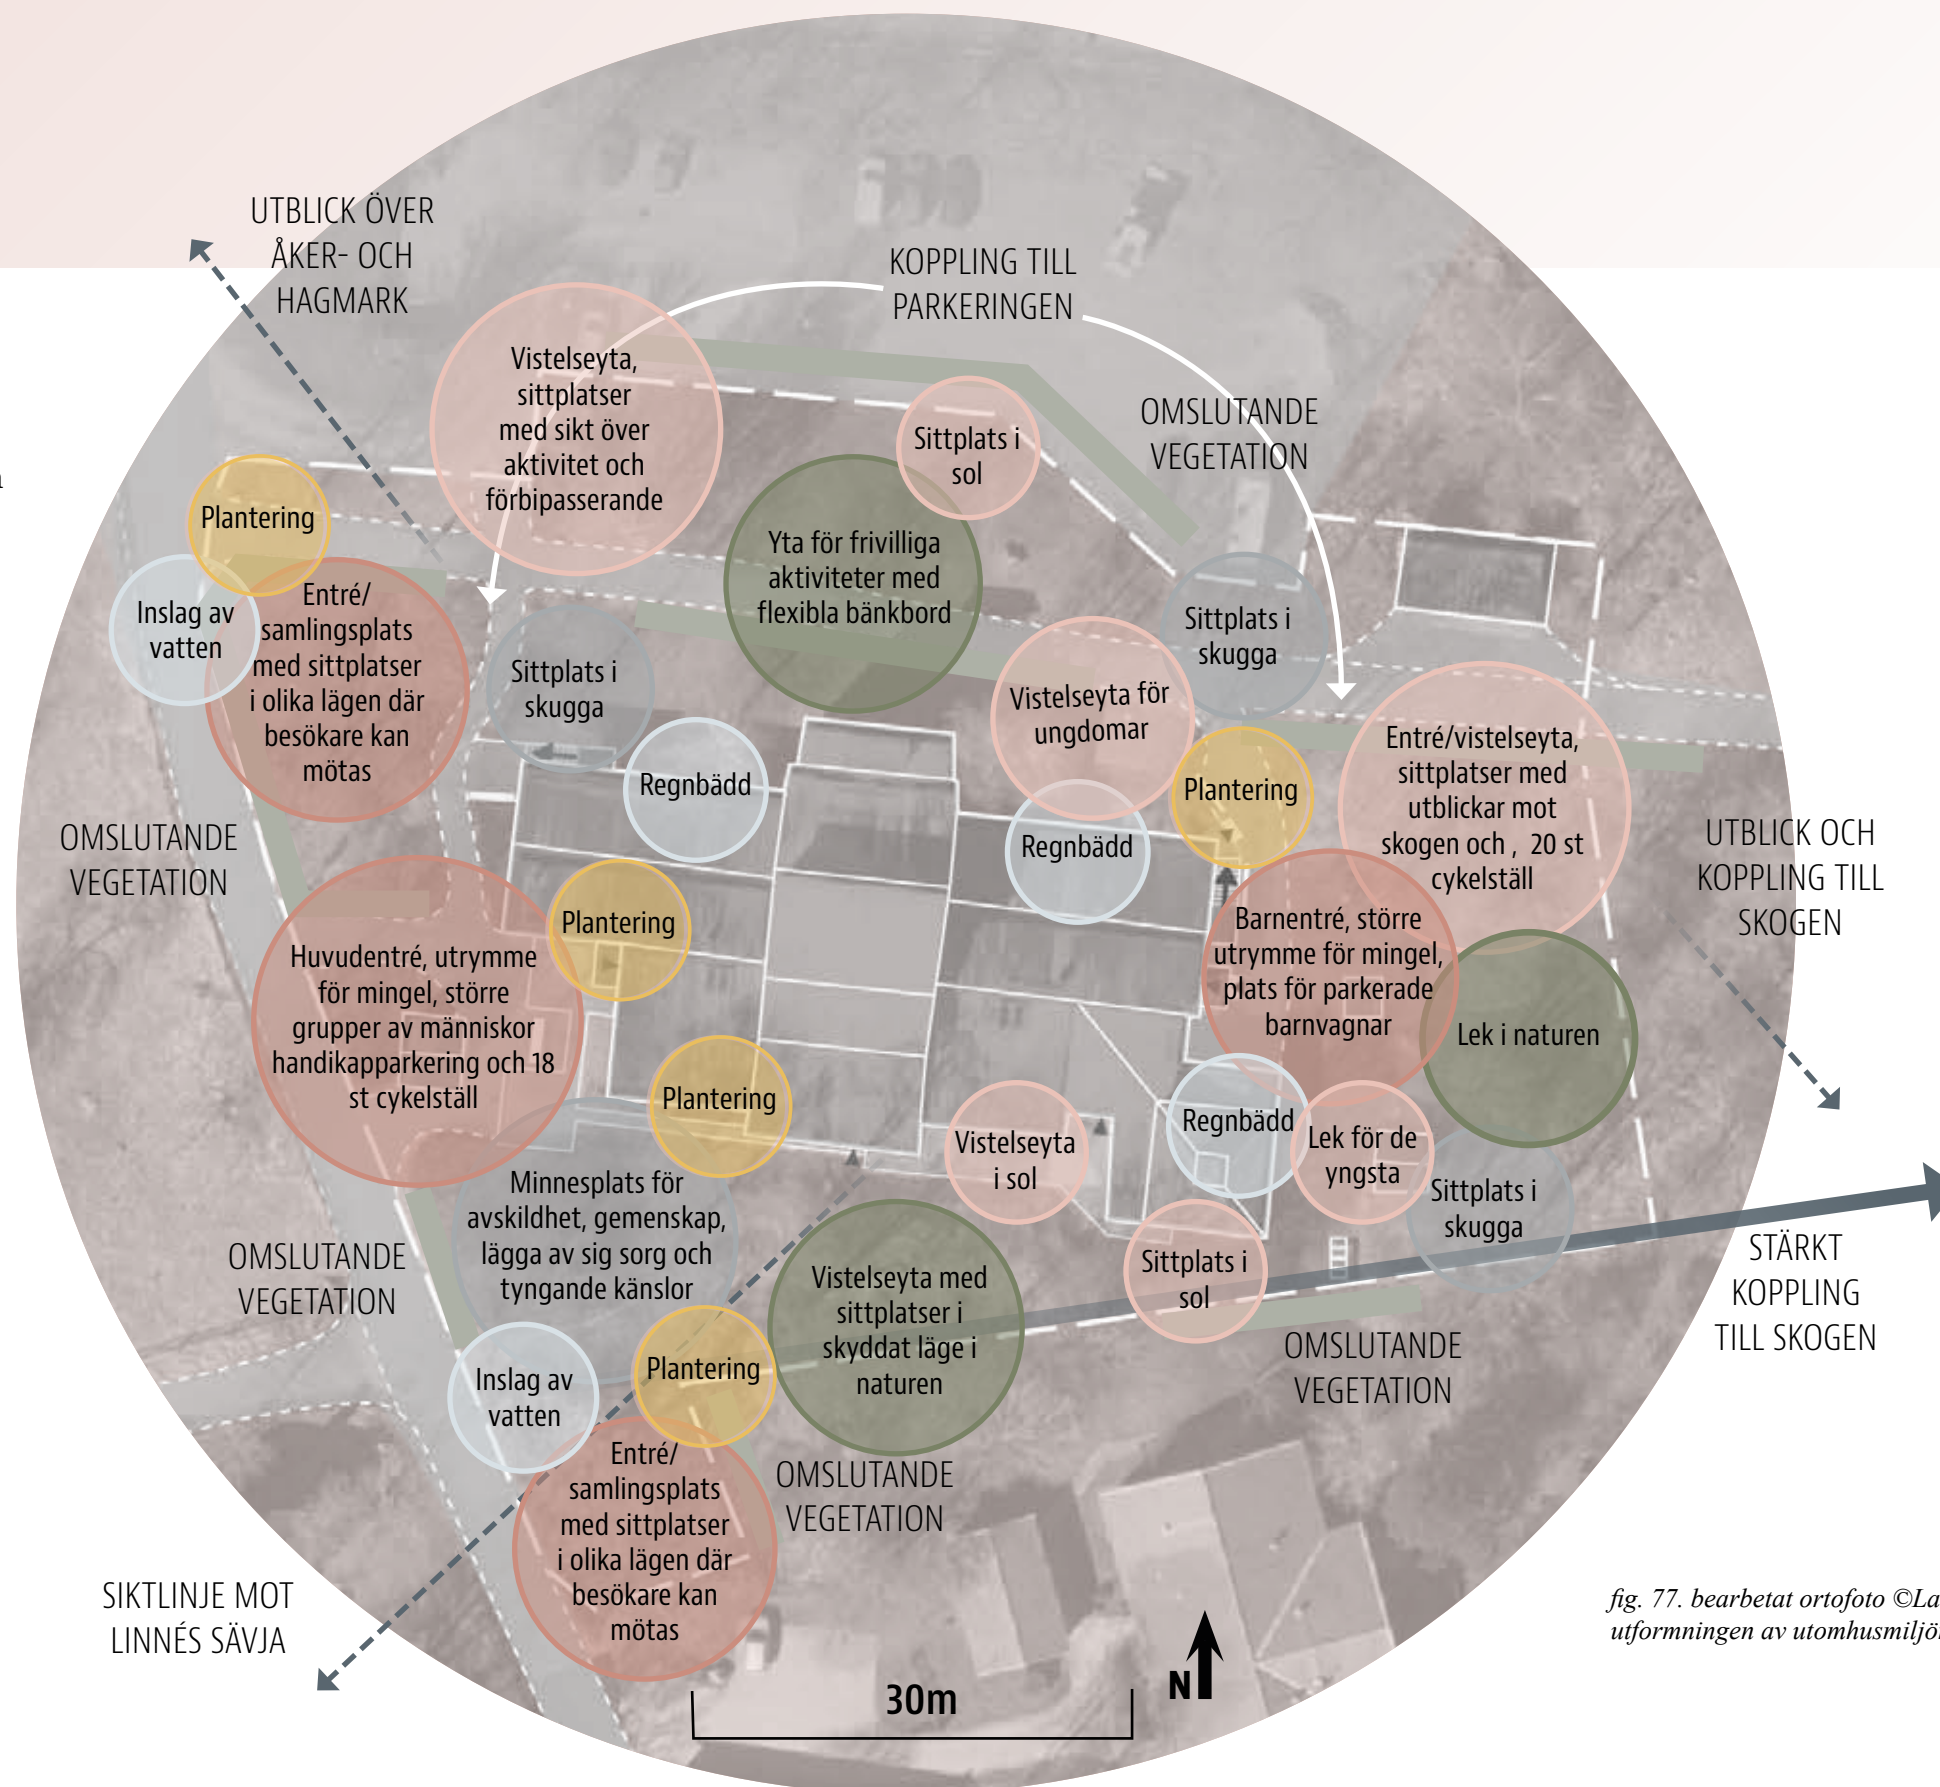 UTBLICK ÖVER
ÅKER- OCH
HAGMARK
KOPPLING TILL
PARKERINGEN
Vistelseyta,
sittplatser
med sikt över
aktivitet och
förbipasserande
Sittplats i
sol
OMSLUTANDE
VEGETATION
Plantering
Yta för frivilliga
aktiviteter med
flexibla bänkbord
Inslag av
vatten
Entré/
samlingsplats
med sittplatser
i olika lägen där
besökare kan
mötas
Sittplats i
skugga
Sittplats i
skugga
Vistelseyta för
ungdomar
Regnbädd
Regnbädd
Plantering
Entré/vistelseyta,
sittplatser med
utblickar mot
skogen och , 20 st
cykelställ
OMSLUTANDE
VEGETATION
UTBLICK OCH
KOPPLING TILL
SKOGEN
Plantering
Huvudentré, utrymme
för mingel, större
grupper av människor
handikapparkering och 18
st cykelställ
Barnentré, större
utrymme för mingel,
plats för parkerade
barnvagnar
Lek i naturen
Plantering
Vistelseyta
i sol
Regnbädd
Lek för de
yngsta
Sittplats i
skugga
Minnesplats för
avskildhet, gemenskap,
lägga av sig sorg och
tyngande känslor
OMSLUTANDE
VEGETATION
Vistelseyta med
sittplatser i
skyddat läge i
naturen
Sittplats i
sol
STÄRKT
KOPPLING
TILL SKOGEN
OMSLUTANDE
VEGETATION
Inslag av
vatten
Plantering
Entré/
samlingsplats
med sittplatser
i olika lägen där
besökare kan
mötas
OMSLUTANDE
VEGETATION
SIKTLINJE MOT
LINNÉS SÄVJA
30m
N
fig. 77. bearbetat ortofoto ©La
utformningen av utomhusmiljö